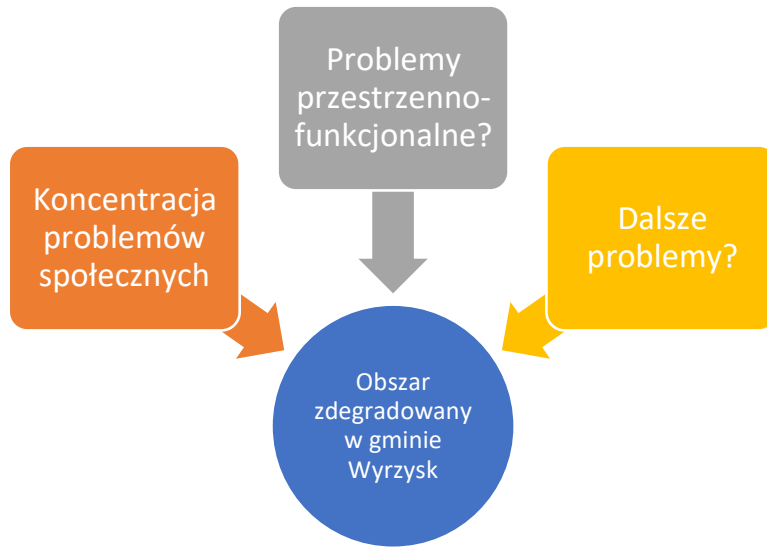 Problemy
przestrzenno-
funkcjonalne?
Koncentracja
problemów
społecznych
Dalsze
problemy?
Obszar
zdegradowany
w gminie
Wyrzysk